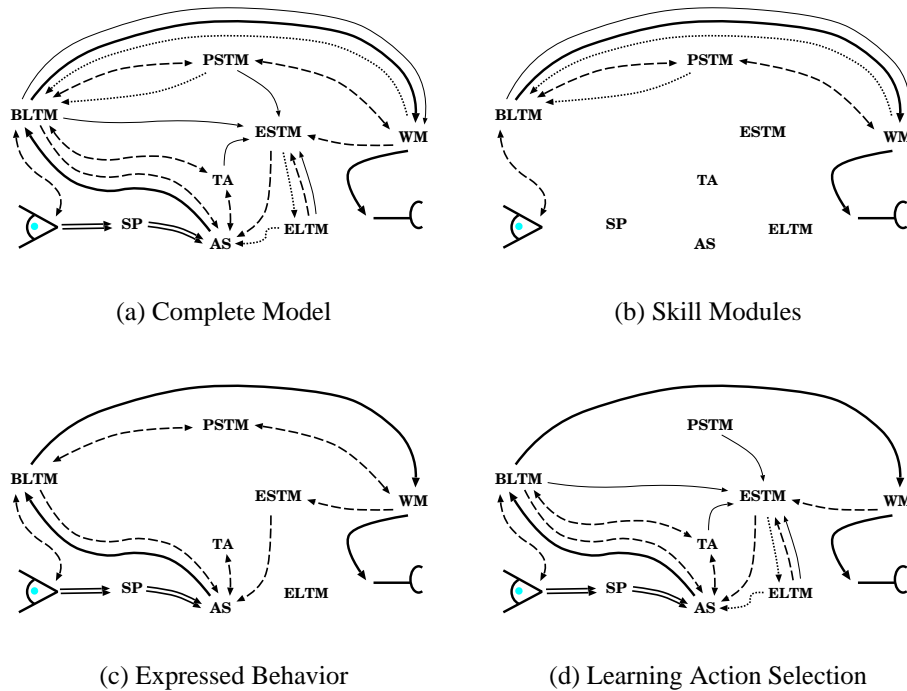 PSTM
BLTM
ESTM
WM
TA
SP
AS
ELTM
(a) Complete Model
PSTM
BLTM
ESTM
WM
TA
SP
AS
ELTM
(b) Skill Modules
PSTM
BLTM
ESTM
WM
TA
SP
AS
ELTM
(c) Expressed Behavior
PSTM
BLTM
ESTM
WM
TA
SP
AS
ELTM
(d) Learning Action Selection